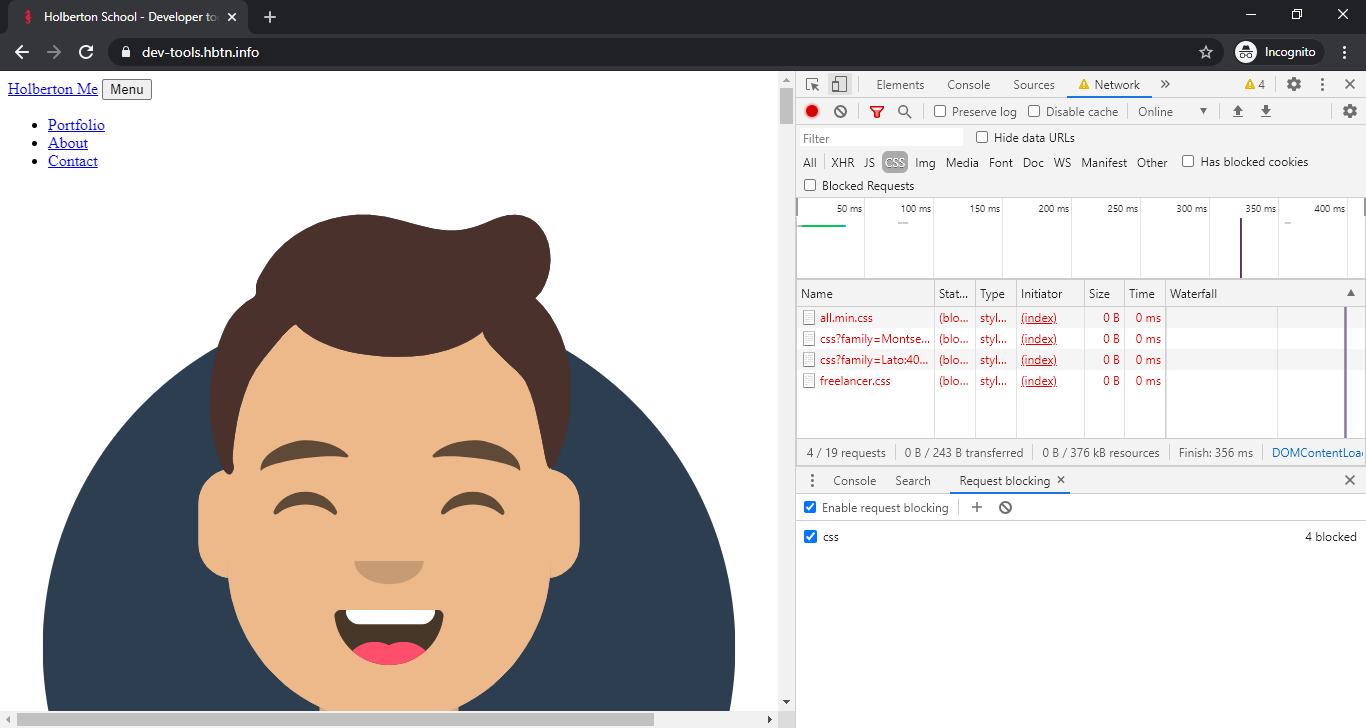 Holberton School - Developer to
dev-tools.hbtn.info
Incognito
Holberton Me Menu
Portfolio
About
Contact
Elements Console Sources Network 4
Preserve log Disable cache Online
Filter Hide data URLs
All XHR JS CSS Img Media Font Doc WS Manifest Other Has blocked cookies
Blocked Requests
50 ms 100 ms 150 ms 200 ms 250 ms 300 ms 350 ms 400 ms
Name Stat... Type Initiator Size Time Waterfall
all.min.css (blo... styl... (index) 0 B 0 ms
css?family=Montse... (blo... styl... (index) 0 B 0 ms
css?family=Lato:40... (blo... styl... (index) 0 B 0 ms
freelancer.css (blo... styl... (index) 0 B 0 ms
4 / 19 requests 0 B / 243 B transferred 0 B / 376 kB resources Finish: 356 ms DOMContentLoa
Console Search Request blocking
Enable request blocking
css 4 blocked